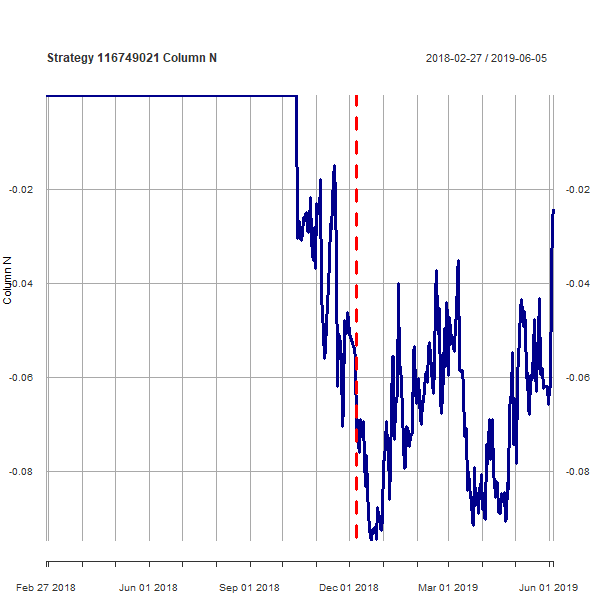 Strategy 116749021 Column N
2018-02-27 / 2019-06-05
-0.02 -0.02
-0.04 -0.04
Column N
-0.06 -0.06
-0.08 -0.08
Feb 27 2018 Jun 01 2018 Sep 01 2018 Dec 01 2018 Mar 01 2019 Jun 01 2019